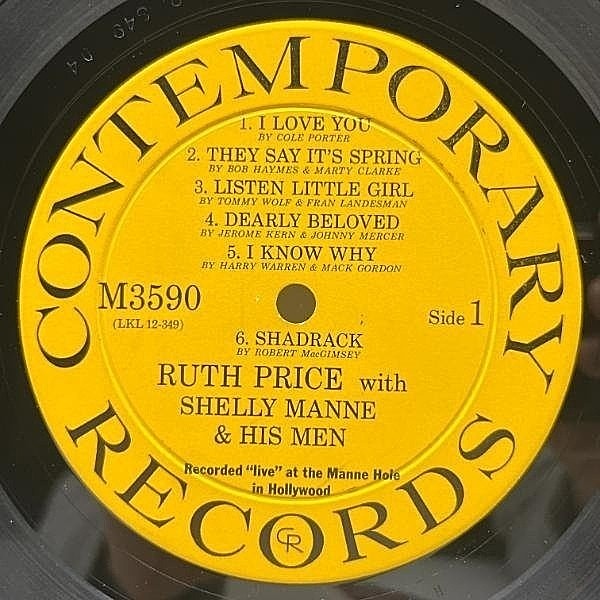 CONTEMPORARY
1. I LOVE YOU
BY COLE PORTER
2. THEY SAY IT'S SPRING
BY BOB HAYMES & MARTY CLARKE
3. LISTEN LITTLE GIRL
BY TOMMY WOLF & FRAN LANDESMAN
4. DEARLY BELOVED
BY JEROME KERN & JOHNNY MERCER
5. I KNOW WHY
BY HARRY WARREN & MACK GORDON
M3590
(LKL 12-349)
Side 1
6. SHADRACK
BY ROBERT MacGIMSEY
RUTH PRICE with
SHELLY MANNE
& HIS MEN
Recorded "live" at the Manne Hole
in Hollywood
RECORDS
CR